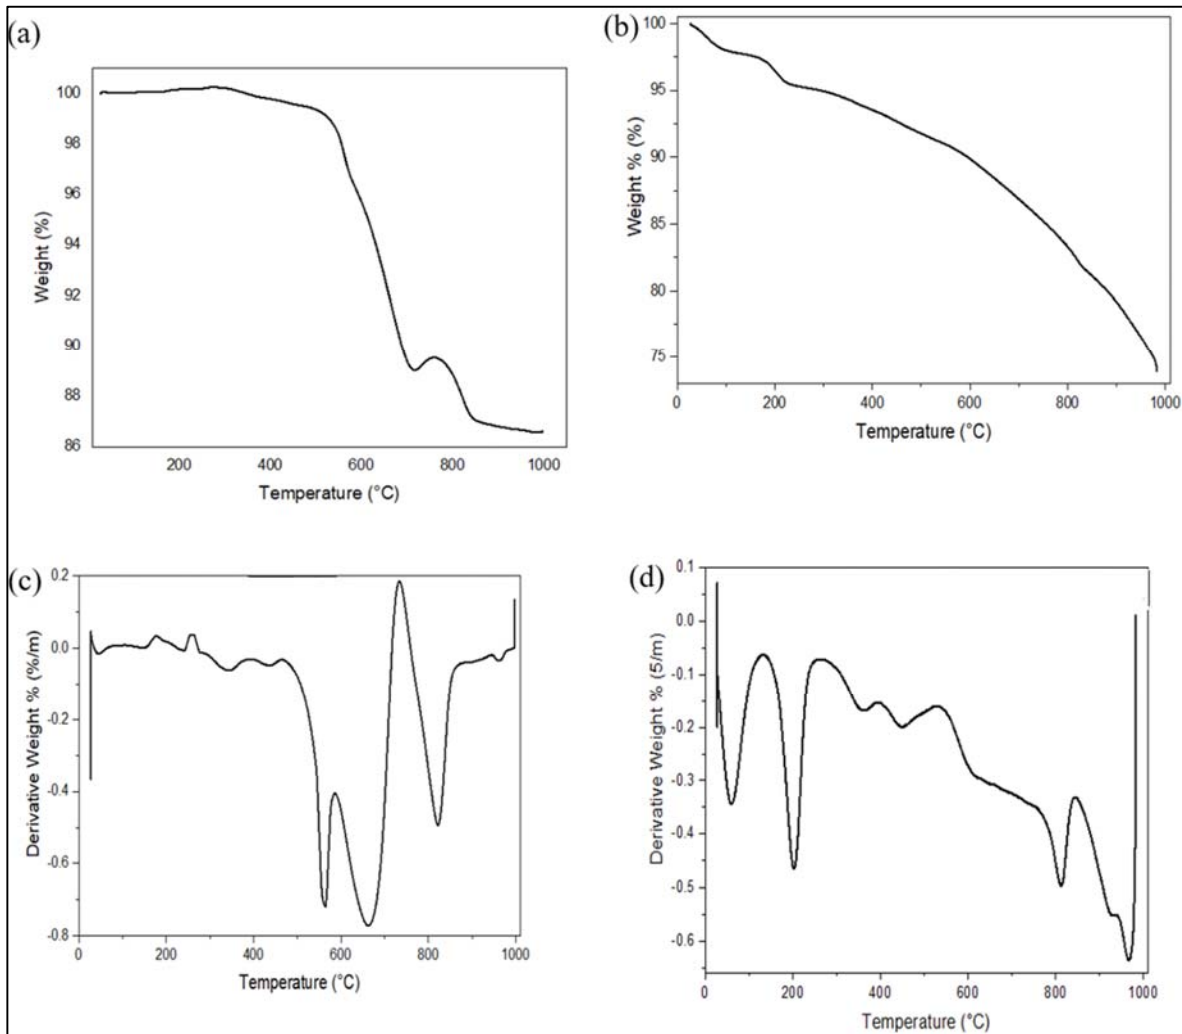 (a)
100
98
96
94
92
90
88
86
Weight (%)
200 400 600 800 1000
Temperature (°C)
(b)
100
95
90
85
80
75
Weight % (%)
0 200 400 600 800 1000
Temperature (°C)
(c)
0.2
0.0
-0.2
-0.4
-0.6
-0.8
Derivative Weight % (%/m)
0 200 400 600 800 1000
Temperature (°C)
(d)
0.1
0.0
-0.1
-0.2
-0.3
-0.4
-0.5
-0.6
Derivative Weight % (5/m)
0 200 400 600 800 1000
Temperature (°C)